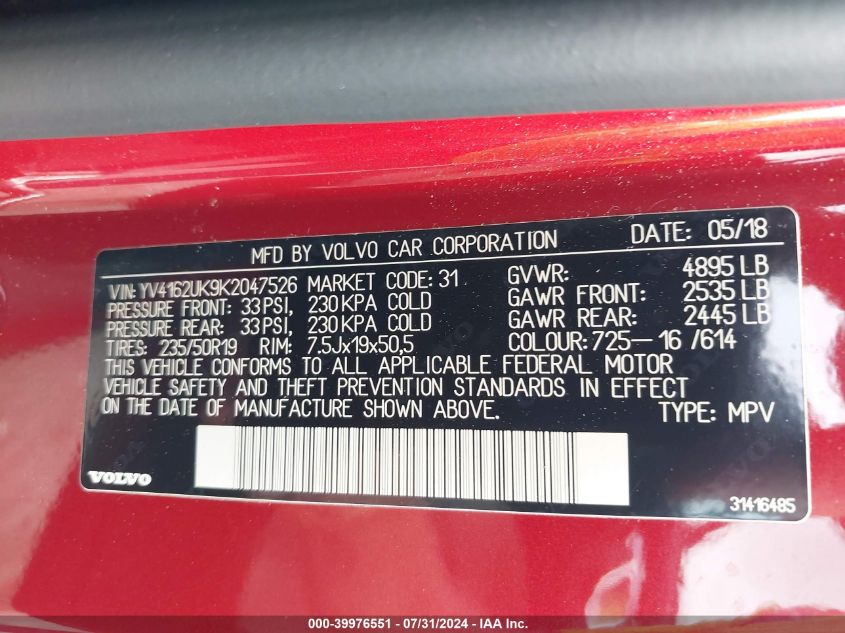 MFD BY VOLVO CAR CORPORATION DATE: 05/18
VIN: YV4162UK9K2047526 MARKET CODE: 31 GVWR: 4895 LB
PRESSURE FRONT: 33 PSI, 230 KPA COLD GAWR FRONT: 2535 LB
PRESSURE REAR: 33 PSI, 230 KPA COLD GAWR REAR: 2445 LB
TIRES: 235/50R19 RIM: 7.5Jx19x50,5 COLOUR: 725-16 /614
THIS VEHICLE CONFORMS TO ALL APPLICABLE FEDERAL MOTOR
VEHICLE SAFETY AND THEFT PREVENTION STANDARDS IN EFFECT
ON THE DATE OF MANUFACTURE SHOWN ABOVE. TYPE: MPV
VOLVO 31416485
000-39976551 / 07/31/2024 - IAA Inc.